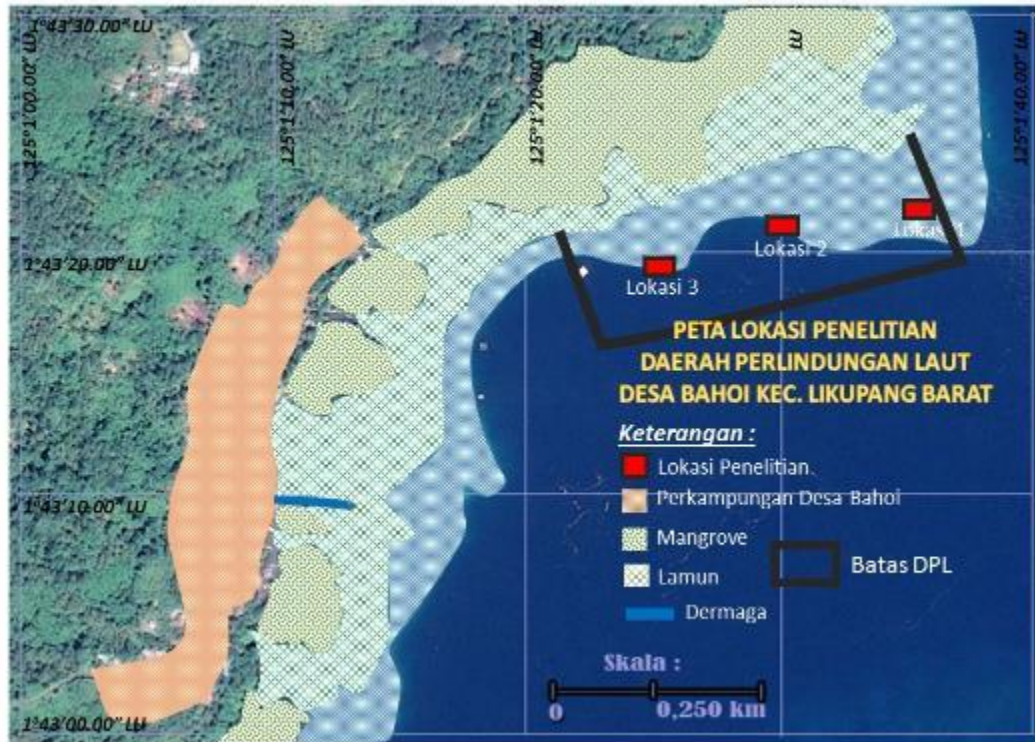 1°43'30.00" LU
125°1'00.00" LU
125°1'10.00" LU
125°1'20.00" LU
LU
125°1'40.00" LU
1°43'20.00" LU
1°43'10.00" LU
1°43'00.00" LU
Lokasi 1
Lokasi 2
Lokasi 3
PETA LOKASI PENELITIAN
DAERAH PERLINDUNGAN LAUT
DESA BAHOI KEC. LIKUPANG BARAT
Keterangan :
Lokasi Penelitian.
Perkampungan Desa Bahoi
Mangrove
Lamun
Batas DPL
Dermaga
Skala :
0 0,250 km